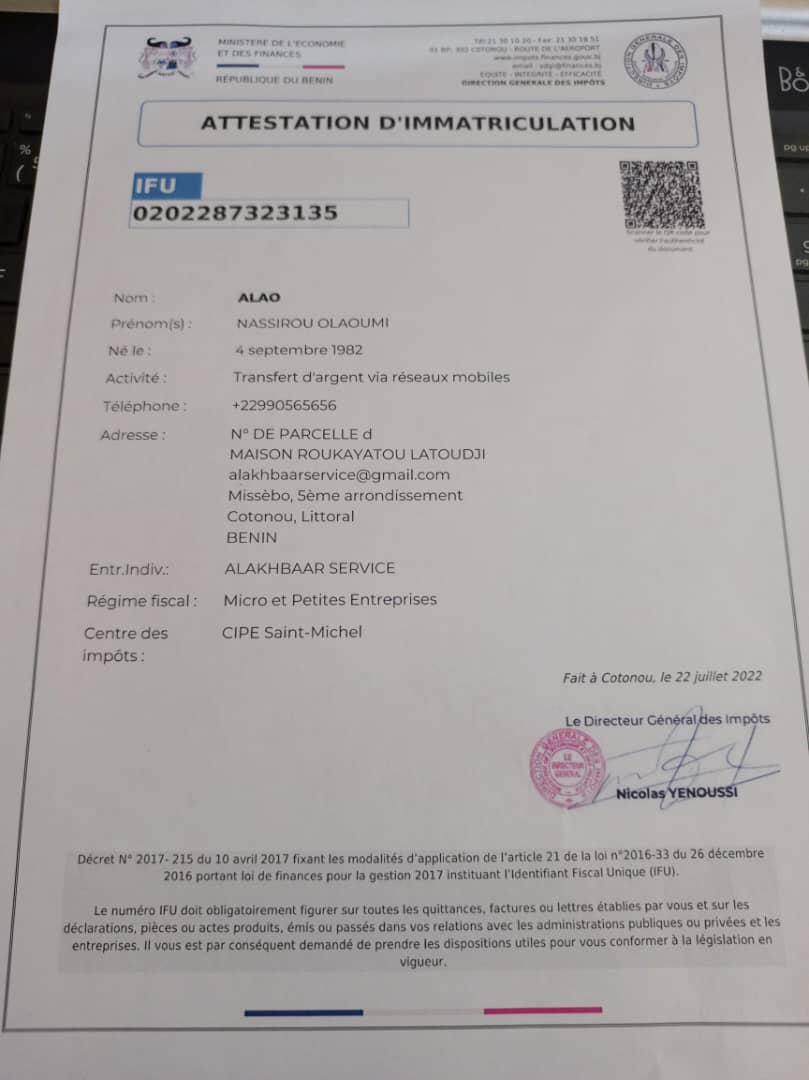 MINISTERE DE L'ECONOMIE
ET DES FINANCES
RÉPUBLIQUE DU BENIN
Tél: 21 30 10 20 - Fax: 21 30 18 51
01 BP: 302 COTONOU - ROUTE DE L'AEROPORT
www.impots.finances.gouv.bj
email : sdgi@finances.bj
EQUITE - INTEGRITE - EFFICACITÉ
DIRECTION GENERALE DES IMPÔTS
ATTESTATION D'IMMATRICULATION
IFU
0202287323135
Scanner le QR code pour
vérifier l'authenticité
du document
Nom : ALAO
Prénom(s) : NASSIROU OLAOUMI
Né le : 4 septembre 1982
Activité : Transfert d'argent via réseaux mobiles
Téléphone : +22990565656
Adresse : N° DE PARCELLE d
MAISON ROUKAYATOU LATOUDJI
alakhbaarservice@gmail.com
Missèbo, 5ème arrondissement
Cotonou, Littoral
BENIN
Entr.Indiv.: ALAKHBAAR SERVICE
Régime fiscal : Micro et Petites Entreprises
Centre des CIPE Saint-Michel
impôts :
Fait à Cotonou, le 22 juillet 2022
Le Directeur Général des Impôts
LE
DIRECTEUR
GENERAL
Nicolas YENOUSSI
Décret N° 2017- 215 du 10 avril 2017 fixant les modalités d'application de l'article 21 de la loi n°2016-33 du 26 décembre
2016 portant loi de finances pour la gestion 2017 instituant l'Identifiant Fiscal Unique (IFU).
Le numéro IFU doit obligatoirement figurer sur toutes les quittances, factures ou lettres établies par vous et sur les
déclarations, pièces ou actes produits, émis ou passés dans vos relations avec les administrations publiques ou privées et les
entreprises. Il vous est par conséquent demandé de prendre les dispositions utiles pour vous conformer à la législation en
vigueur.